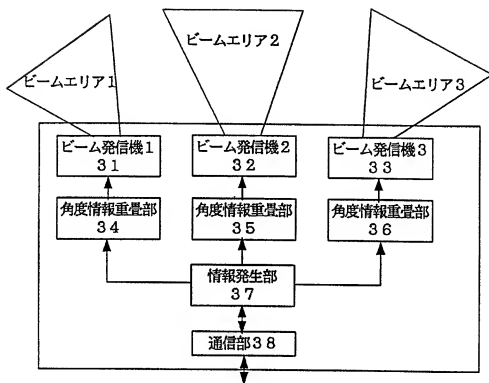 ビームエリア1
ビームエリア2
ビームエリア3
ビーム発信機1
31
ビーム発信機2
32
ビーム発信機3
33
角度情報重畳部
34
角度情報重畳部
35
角度情報重畳部
36
情報発生部
37
通信部38